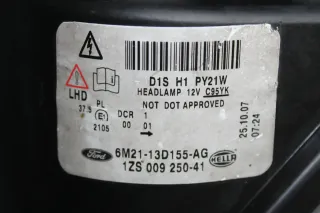 D1S H1 PY21W
HEADLAMP 12V C95YK
LHD
NOT DOT APPROVED
37.5 PL
E1 DCR 1
2105 00 01
25.10.07
07:24
Ford 6M21-13D155-AG HELLA
1ZS 009 250-41